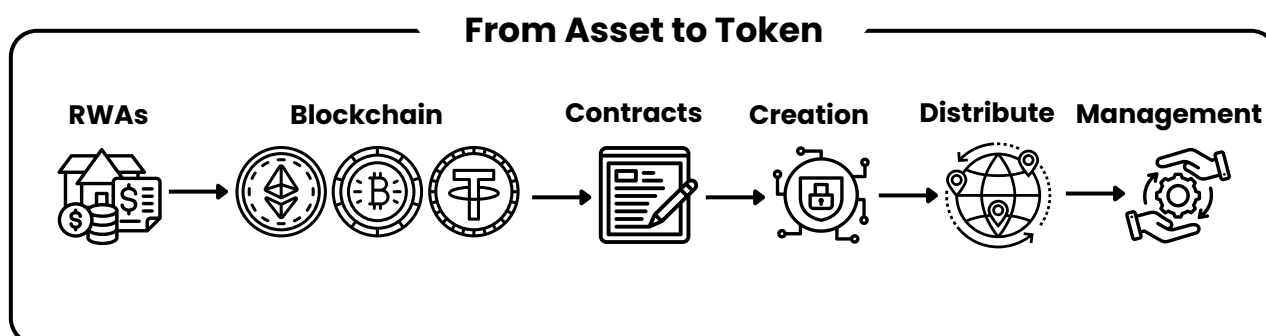 From Asset to Token
RWAs Blockchain Contracts Creation Distribute Management
$ $ B T